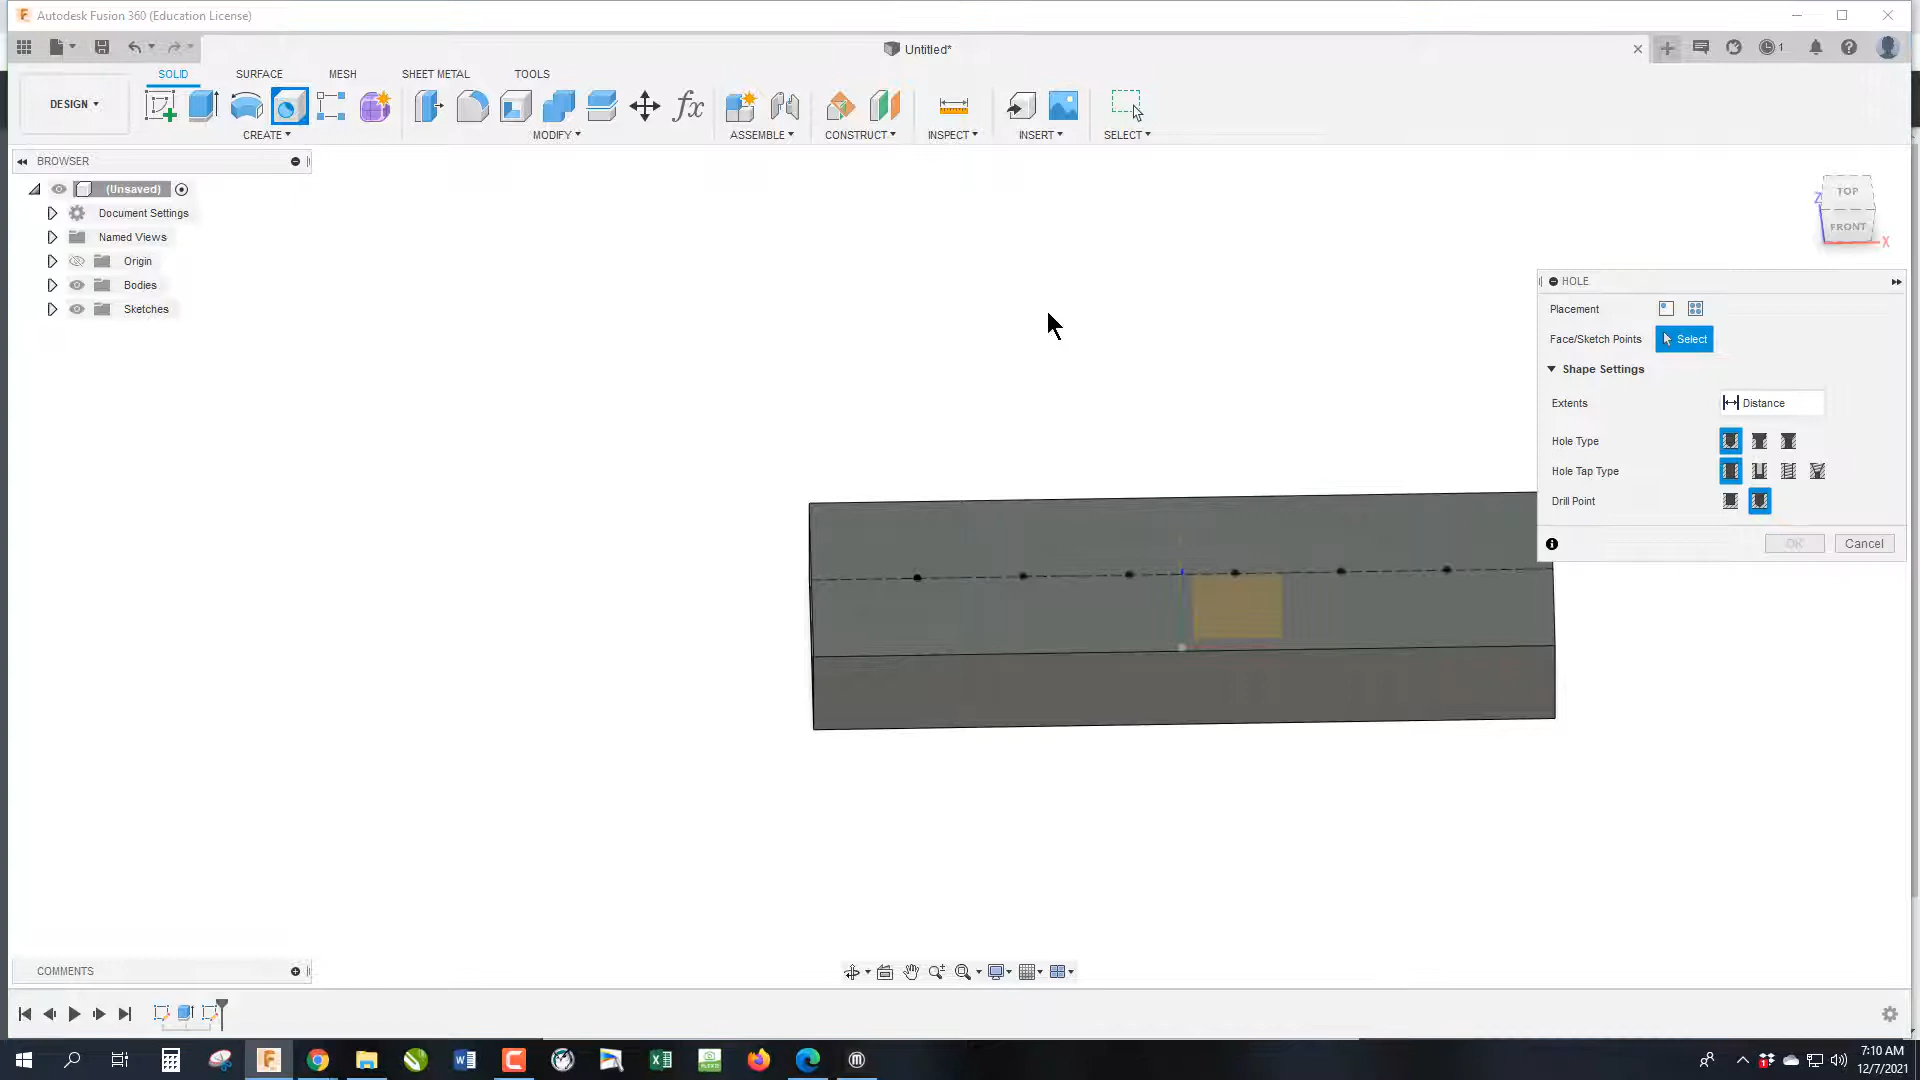 Autodesk Fusion 360 (Education License)
Untitled*
1
SOLID SURFACE MESH SHEET METAL TOOLS
DESIGN
CREATE MODIFY ASSEMBLE CONSTRUCT INSPECT INSERT SELECT
BROWSER
(Unsaved)
Document Settings
Named Views
Origin
Bodies
Sketches
TOP
FRONT
Z
X
HOLE
Placement
Face/Sketch Points Select
Shape Settings
Extents Distance
Hole Type
Hole Tap Type
Drill Point
OK Cancel
COMMENTS
7:10 AM
12/7/2021